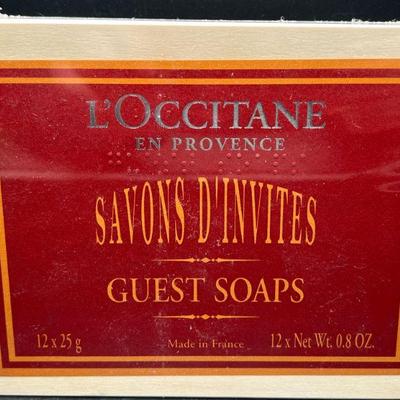 L'OCCITANE
EN PROVENCE
SAVONS D'INVITES
GUEST SOAPS
12 x 25 g Made in France 12 x Net Wt. 0.8 OZ.